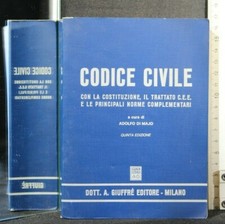 CODICE CIVILE
CON LA COSTITUZIONE, IL TRATTATO C.E.E.
E LE PRINCIPALI NORME COMPLEMENTARI
a cura di
ADOLFO DI MAJO
QUINTA EDIZIONE
DOTT. A. GIUFFRÈ EDITORE - MILANO
CODICE CIVILE
GIUFFRÈ